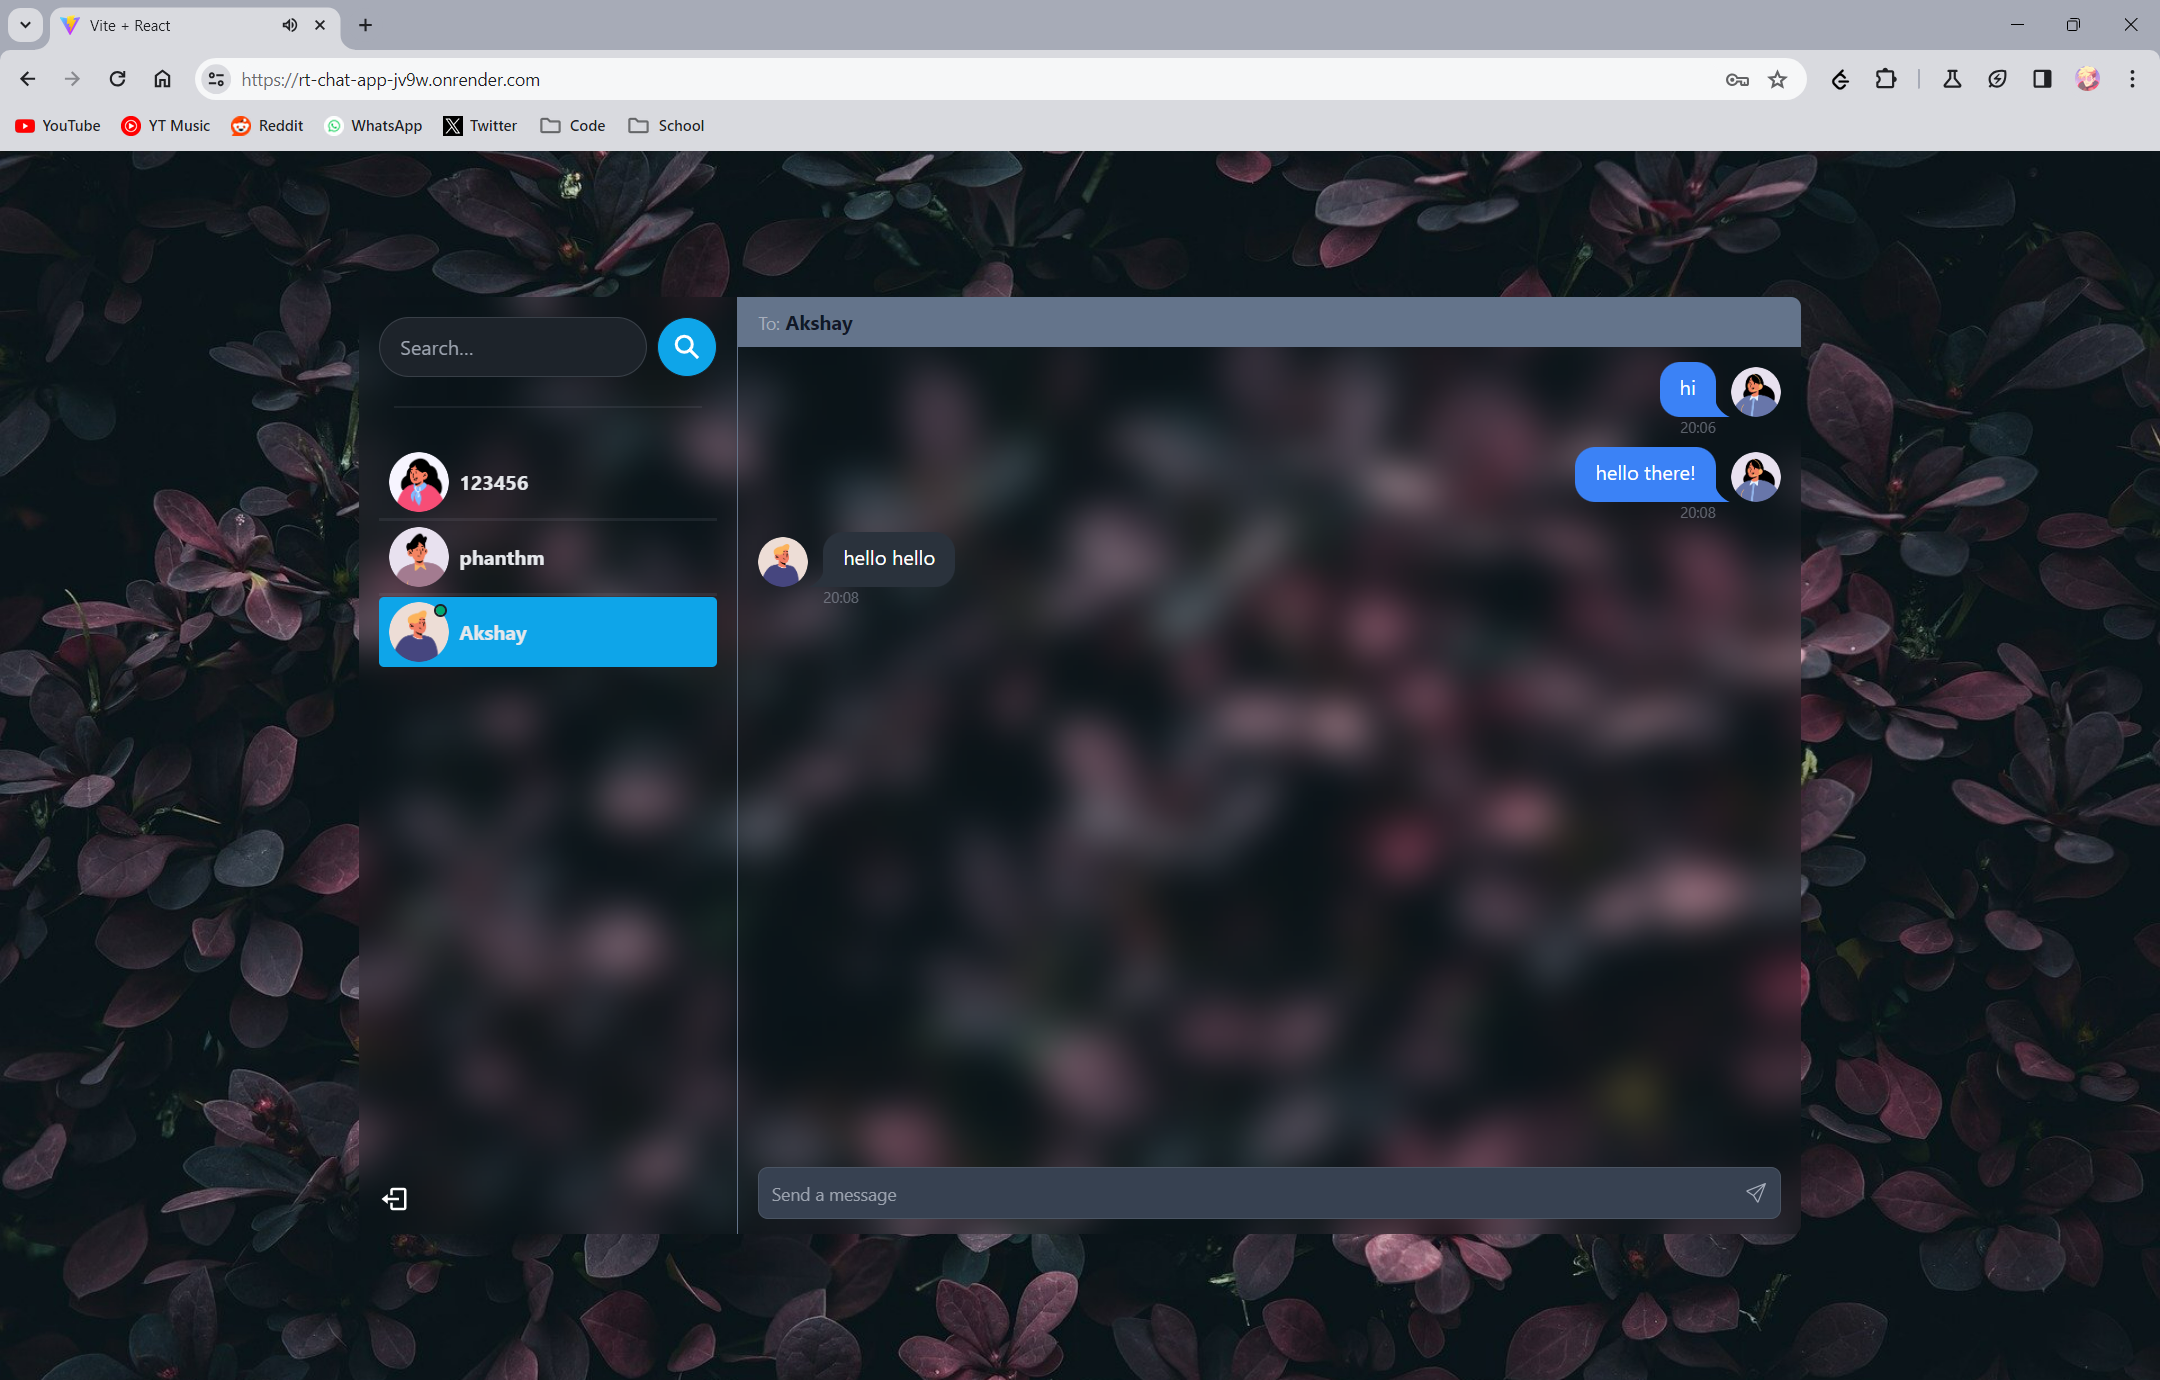 Vite + React
https://rt-chat-app-jv9w.onrender.com
YouTube YT Music Reddit WhatsApp Twitter Code School
Search...
123456
phanthm
Akshay
To: Akshay
hi
20:06
hello there!
20:08
hello hello
20:08
Send a message